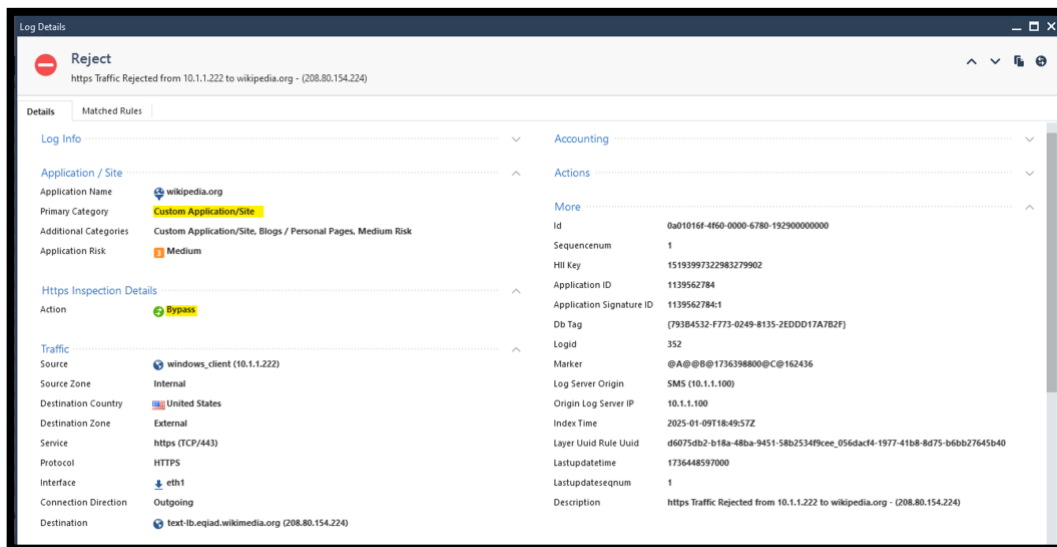 Log Details
Reject
https Traffic Rejected from 10.1.1.222 to wikipedia.org - (208.80.154.224)
Details Matched Rules
Log Info
Application / Site
Application Name wikipedia.org
Primary Category Custom Application/Site
Additional Categories Custom Application/Site, Blogs / Personal Pages, Medium Risk
Application Risk 3 Medium
Https Inspection Details
Action Bypass
Traffic
Source windows_client (10.1.1.222)
Source Zone Internal
Destination Country United States
Destination Zone External
Service https (TCP/443)
Protocol HTTPS
Interface eth1
Connection Direction Outgoing
Destination text-lb.eqiad.wikimedia.org (208.80.154.224)
Accounting
Actions
More
Id 0a01016f-4f60-0000-6780-192900000000
Sequencenum 1
Hll Key 15193997322983279902
Application ID 1139562784
Application Signature ID 1139562784:1
Db Tag {793B4532-F773-0249-8135-2EDDD17A7B2F}
Logid 352
Marker @A@@B@1736398800@C@162436
Log Server Origin SMS (10.1.1.100)
Origin Log Server IP 10.1.1.100
Index Time 2025-01-09T18:49:57Z
Layer Uuid Rule Uuid d6075db2-b18a-48ba-9451-58b2534f9cee_056dacf4-1977-41b8-8d75-b6bb27645b40
Lastupdatetime 1736448597000
Lastupdateseqnum 1
Description https Traffic Rejected from 10.1.1.222 to wikipedia.org - (208.80.154.224)